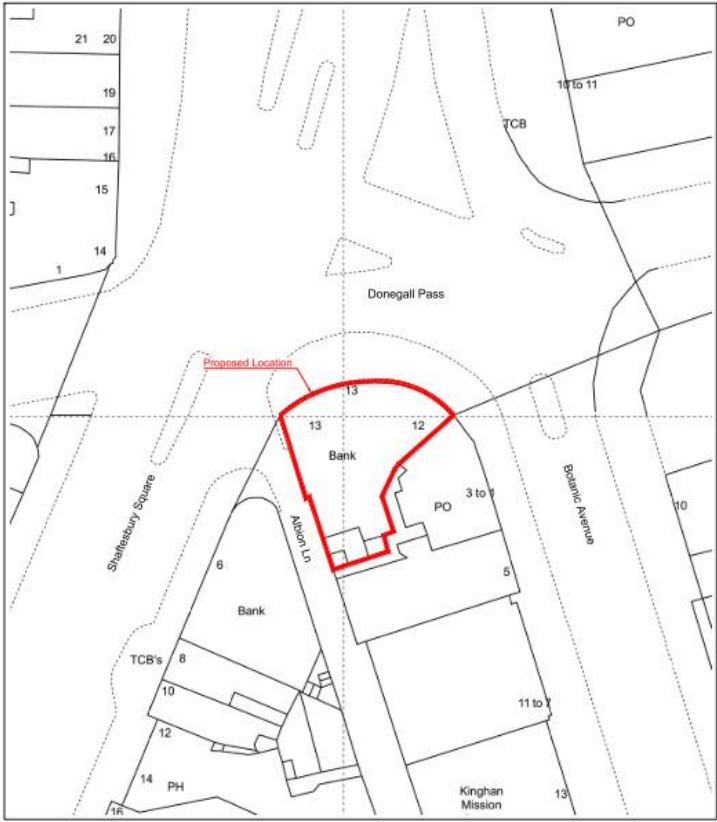 PO
21 20
10 to 11
19
TCB
17
16
15
14
1
Donegall Pass
Proposed Location
13
13
12
Bank
Shaftesbury Square
Albion Ln
PO
3 to 1
Botanic Avenue
10
6
5
Bank
TCB's
8
10
11 to 7
12
14
PH
Kinghan
Mission
13
16